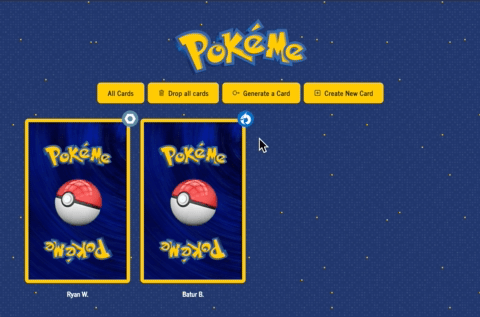 PokéMe
All Cards
Drop all cards
Generate a Card
Create New Card
PokéMe
PokéMe
PokéMe
PokéMe
Ryan W.
Batur B.